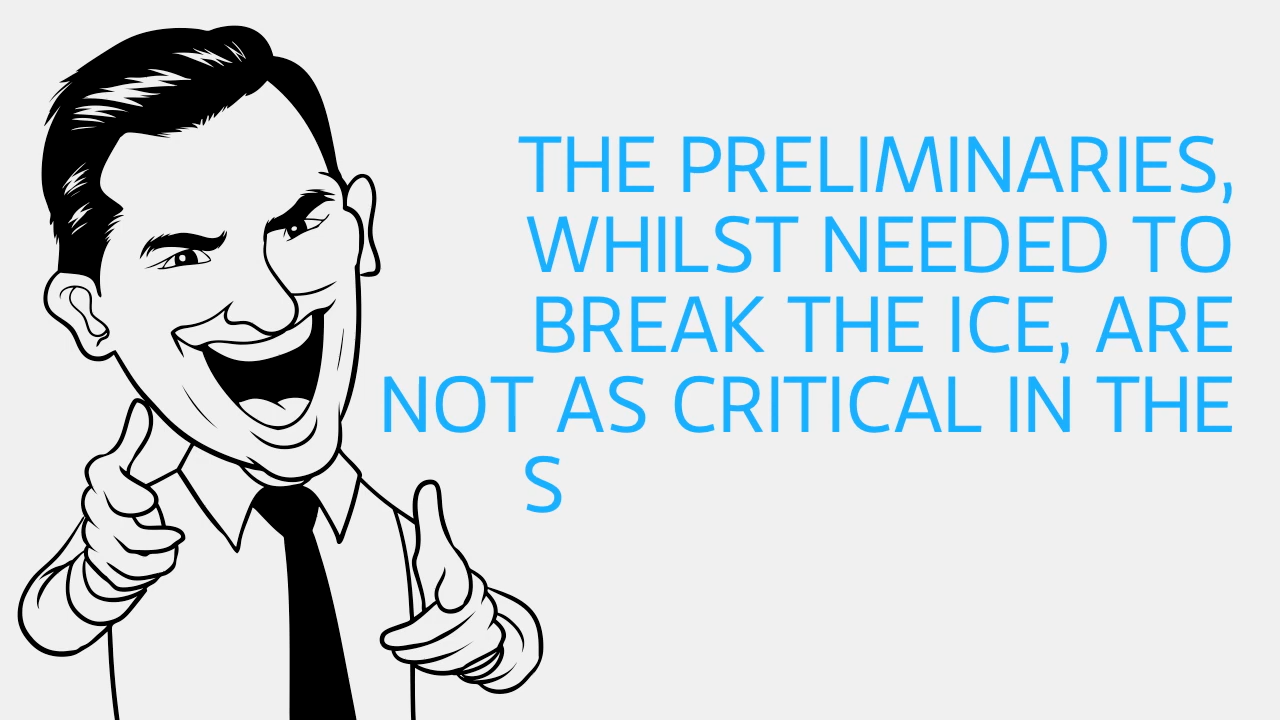 THE PRELIMINARIES,
WHILST NEEDED TO
BREAK THE ICE, ARE
NOT AS CRITICAL IN THE
S